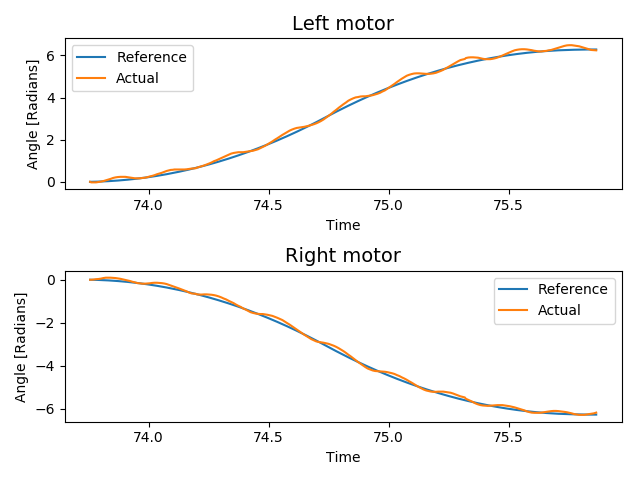 Left motor
Angle [Radians]
6
4
2
0
Reference
Actual
74.0 74.5 75.0 75.5
Time
Right motor
Angle [Radians]
0
−2
−4
−6
Reference
Actual
74.0 74.5 75.0 75.5
Time